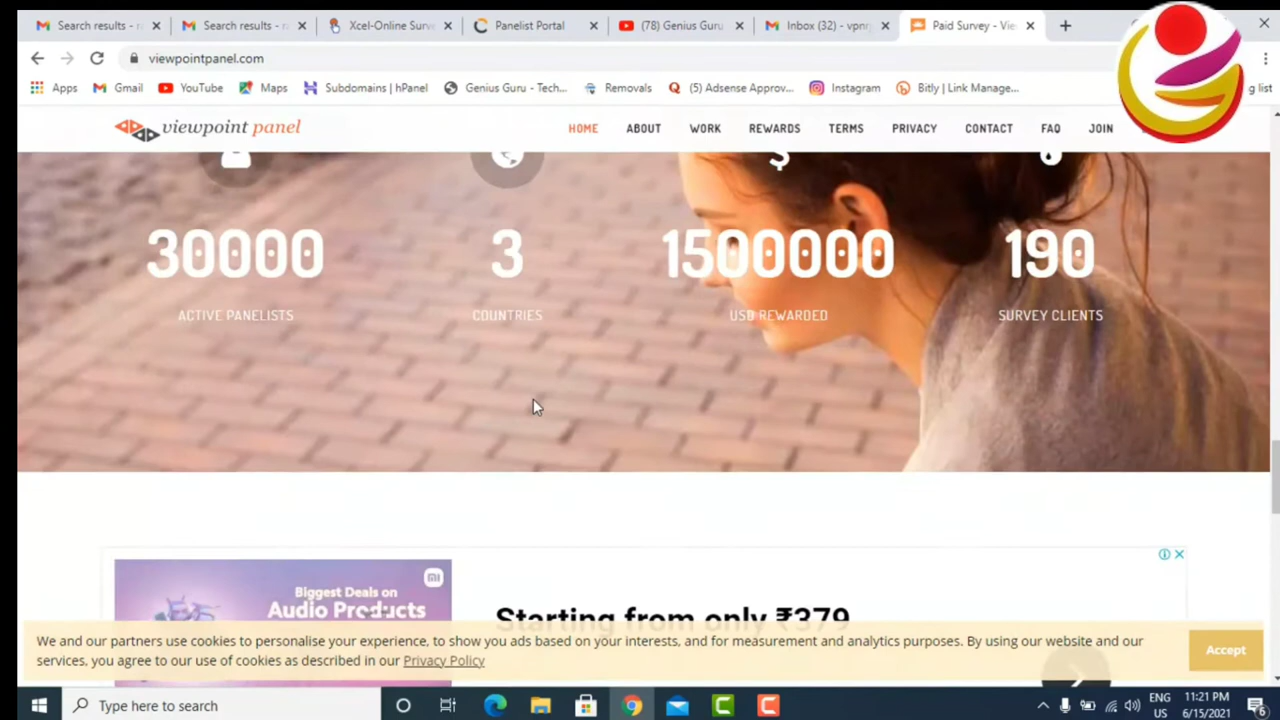 Search results - r
Search results - r
Xcel-Online Surv
Panelist Portal
(78) Genius Guru
Inbox (32) - vpnr
Paid Survey - Vie
viewpointpanel.com
Apps
Gmail
YouTube
Maps
Subdomains | hPanel
Genius Guru - Tech...
Removals
(5) Adsense Approv...
Instagram
Bitly | Link Manage...
g list
viewpoint panel
HOME
ABOUT
WORK
REWARDS
TERMS
PRIVACY
CONTACT
FAQ
JOIN
30000
3
1500000
190
ACTIVE PANELISTS
COUNTRIES
USD REWARDED
SURVEY CLIENTS
Biggest Deals on
Audio Products
Starting from only ₹379
We and our partners use cookies to personalise your experience, to show you ads based on your interests, and for measurement and analytics purposes. By using our website and our
services, you agree to our use of cookies as described in our Privacy Policy
Accept
Type here to search
ENG
US
11:21 PM
6/15/2021
6